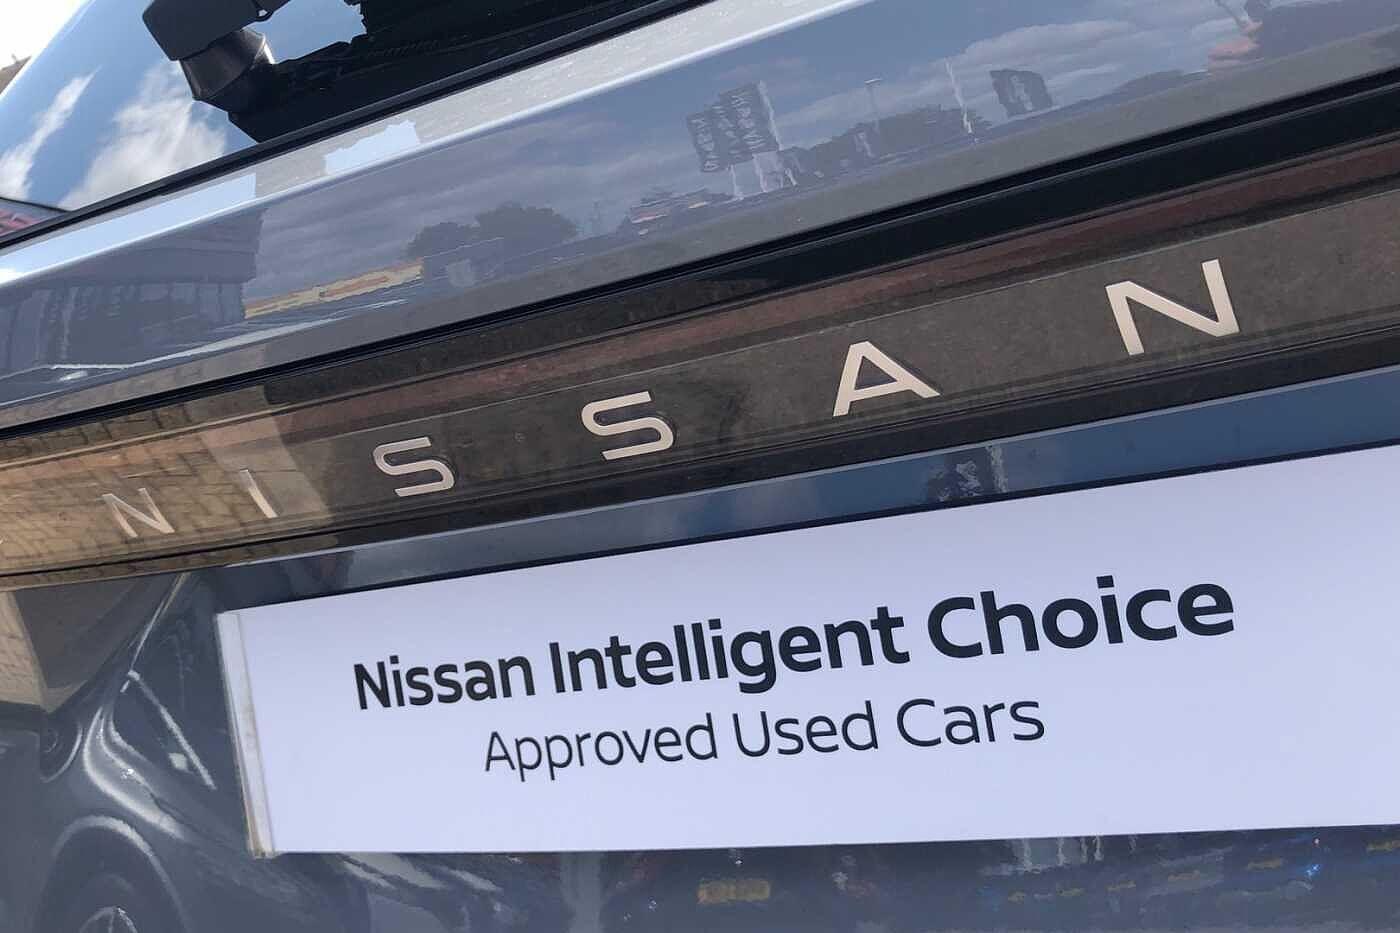 NISSAN
Nissan Intelligent Choice
Approved Used Cars